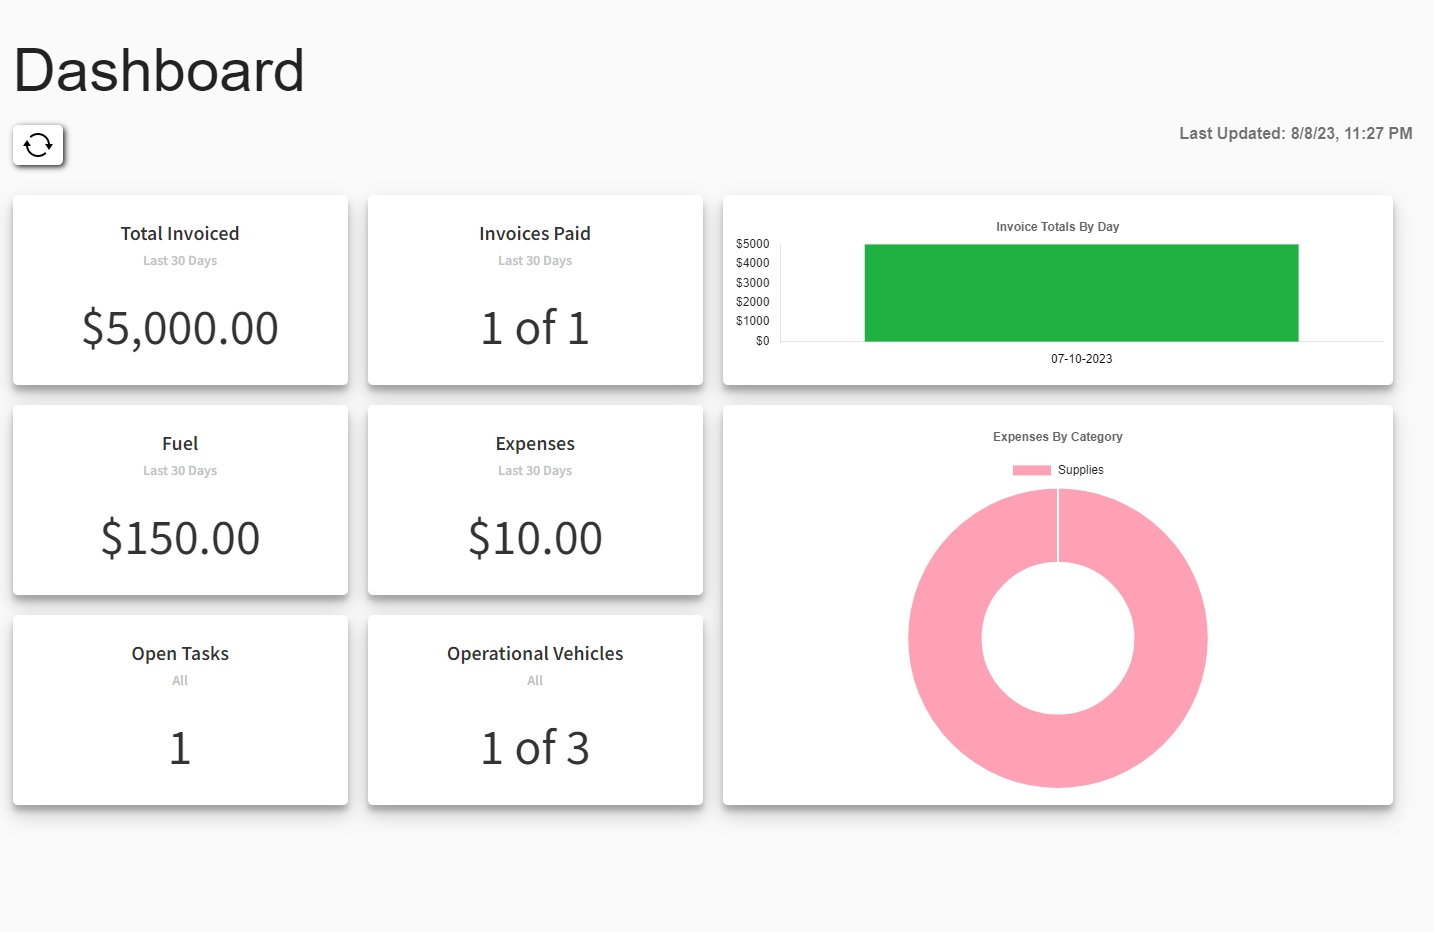 Dashboard
Last Updated: 8/8/23, 11:27 PM
Total Invoiced
Last 30 Days
$5,000.00
Invoices Paid
Last 30 Days
1 of 1
Invoice Totals By Day
$5000
$4000
$3000
$2000
$1000
$0
07-10-2023
Fuel
Last 30 Days
$150.00
Expenses
Last 30 Days
$10.00
Expenses By Category
Supplies
Open Tasks
All
1
Operational Vehicles
All
1 of 3